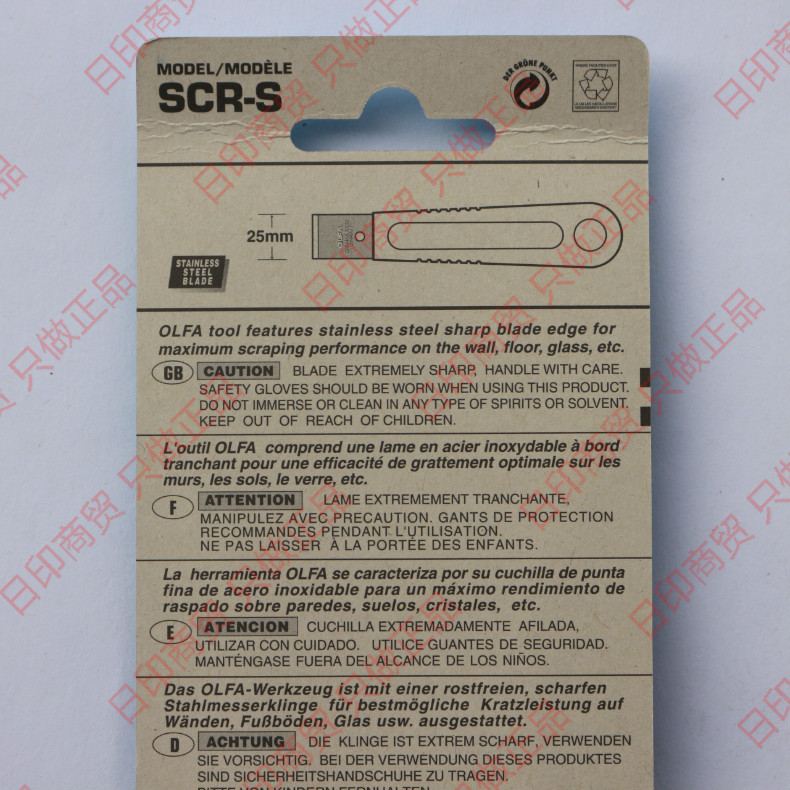 MODEL/MODÈLE
SCR-S
DER GRÜNE PUNKT
25mm
OLFA
STAINLESS
STEEL
BLADE
OLFA tool features stainless steel sharp blade edge for
maximum scraping performance on the wall, floor, glass, etc.
GB CAUTION BLADE EXTREMELY SHARP, HANDLE WITH CARE.
SAFETY GLOVES SHOULD BE WORN WHEN USING THIS PRODUCT.
DO NOT IMMERSE OR CLEAN IN ANY TYPE OF SPIRITS OR SOLVENT.
KEEP OUT OF REACH OF CHILDREN.
L'outil OLFA comprend une lame en acier inoxydable à bord
tranchant pour une efficacité de grattement optimale sur les
murs, les sols, le verre, etc.
F ATTENTION LAME EXTREMEMENT TRANCHANTE,
MANIPULEZ AVEC PRECAUTION. GANTS DE PROTECTION
RECOMMANDES PENDANT L'UTILISATION.
NE PAS LAISSER À LA PORTÉE DES ENFANTS.
La herramienta OLFA se caracteriza por su cuchilla de punta
fina de acero inoxidable para un máximo rendimiento de
raspado sobre paredes, suelos, cristales, etc.
E ATENCION CUCHILLA EXTREMADAMENTE AFILADA,
UTILIZAR CON CUIDADO. UTILICE GUANTES DE SEGURIDAD.
MANTÉNGASE FUERA DEL ALCANCE DE LOS NIÑOS.
Das OLFA-Werkzeug ist mit einer rostfreien, scharfen
Stahlmesserklinge für bestmögliche Kratzleistung auf
Wänden, Fußböden, Glas usw. ausgestattet.
D ACHTUNG DIE KLINGE IST EXTREM SCHARF, VERWENDEN
SIE VORSICHTIG. BEI DER VERWENDUNG DIESES PRODUKTES
SIND SICHERHEITSHANDSCHUHE ZU TRAGEN.
BITTE VON KINDERN FERNHALTEN.
日印商贸 只做正品